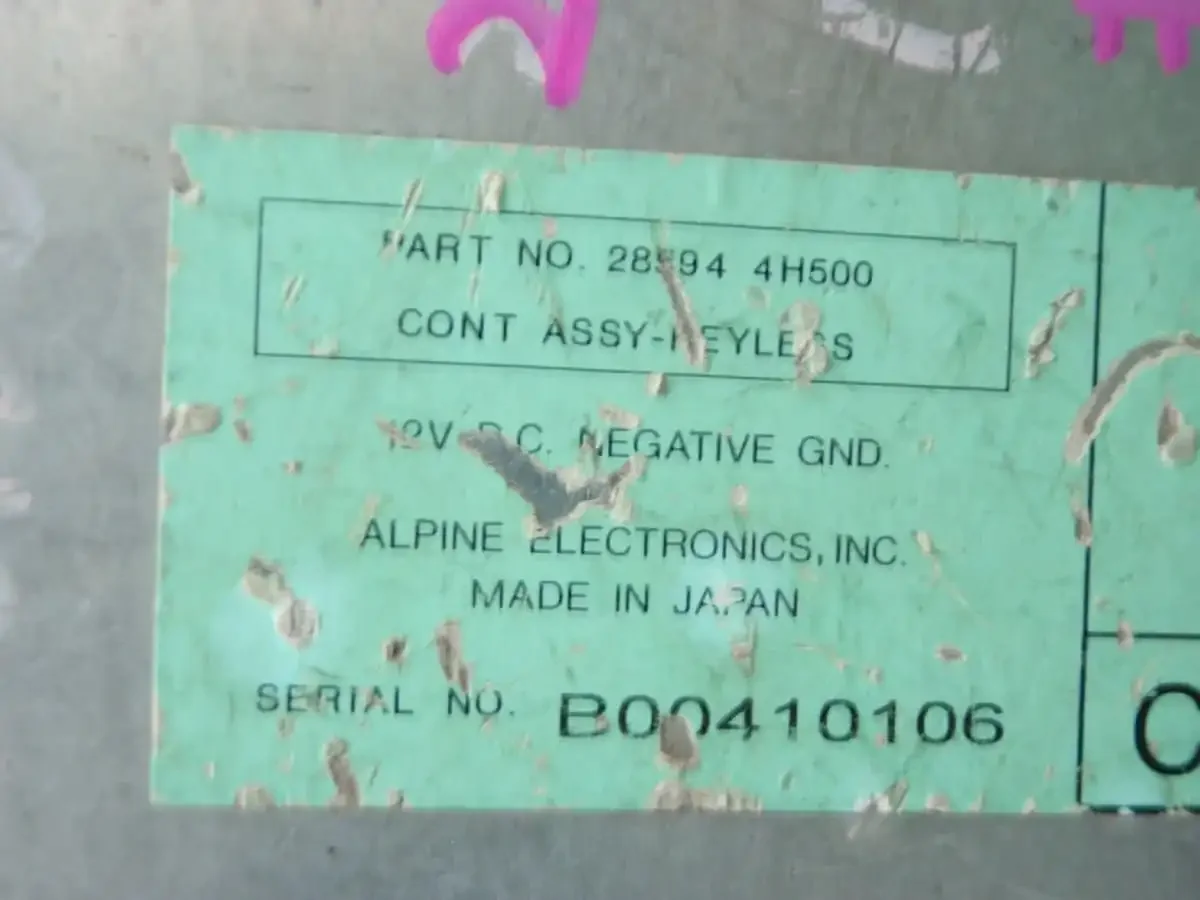 PART NO. 28594 4H500
CONT ASSY-KEYLESS
12V D.C. NEGATIVE GND.
ALPINE ELECTRONICS, INC.
MADE IN JAPAN
SERIAL NO. B00410106